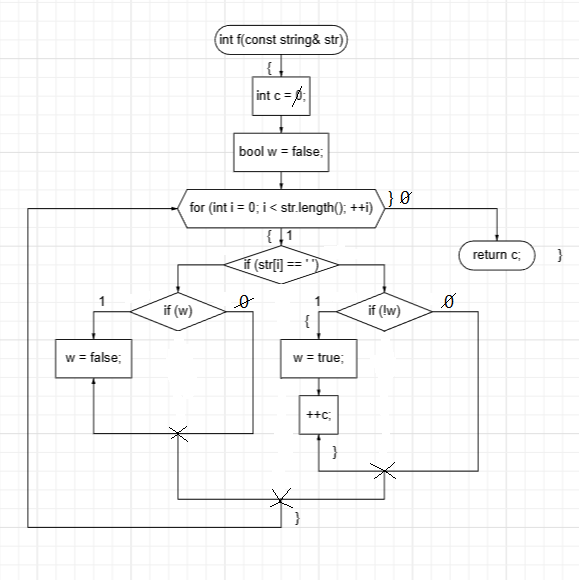 int f(const string& str)
{
int c = 0;
bool w = false;
for (int i = 0; i < str.length(); ++i)
} 0
{ 1
return c;
}
if (str[i] == ' ')
1
if (w)
0
1
if (!w)
0
{
w = false;
w = true;
++c;
}
}